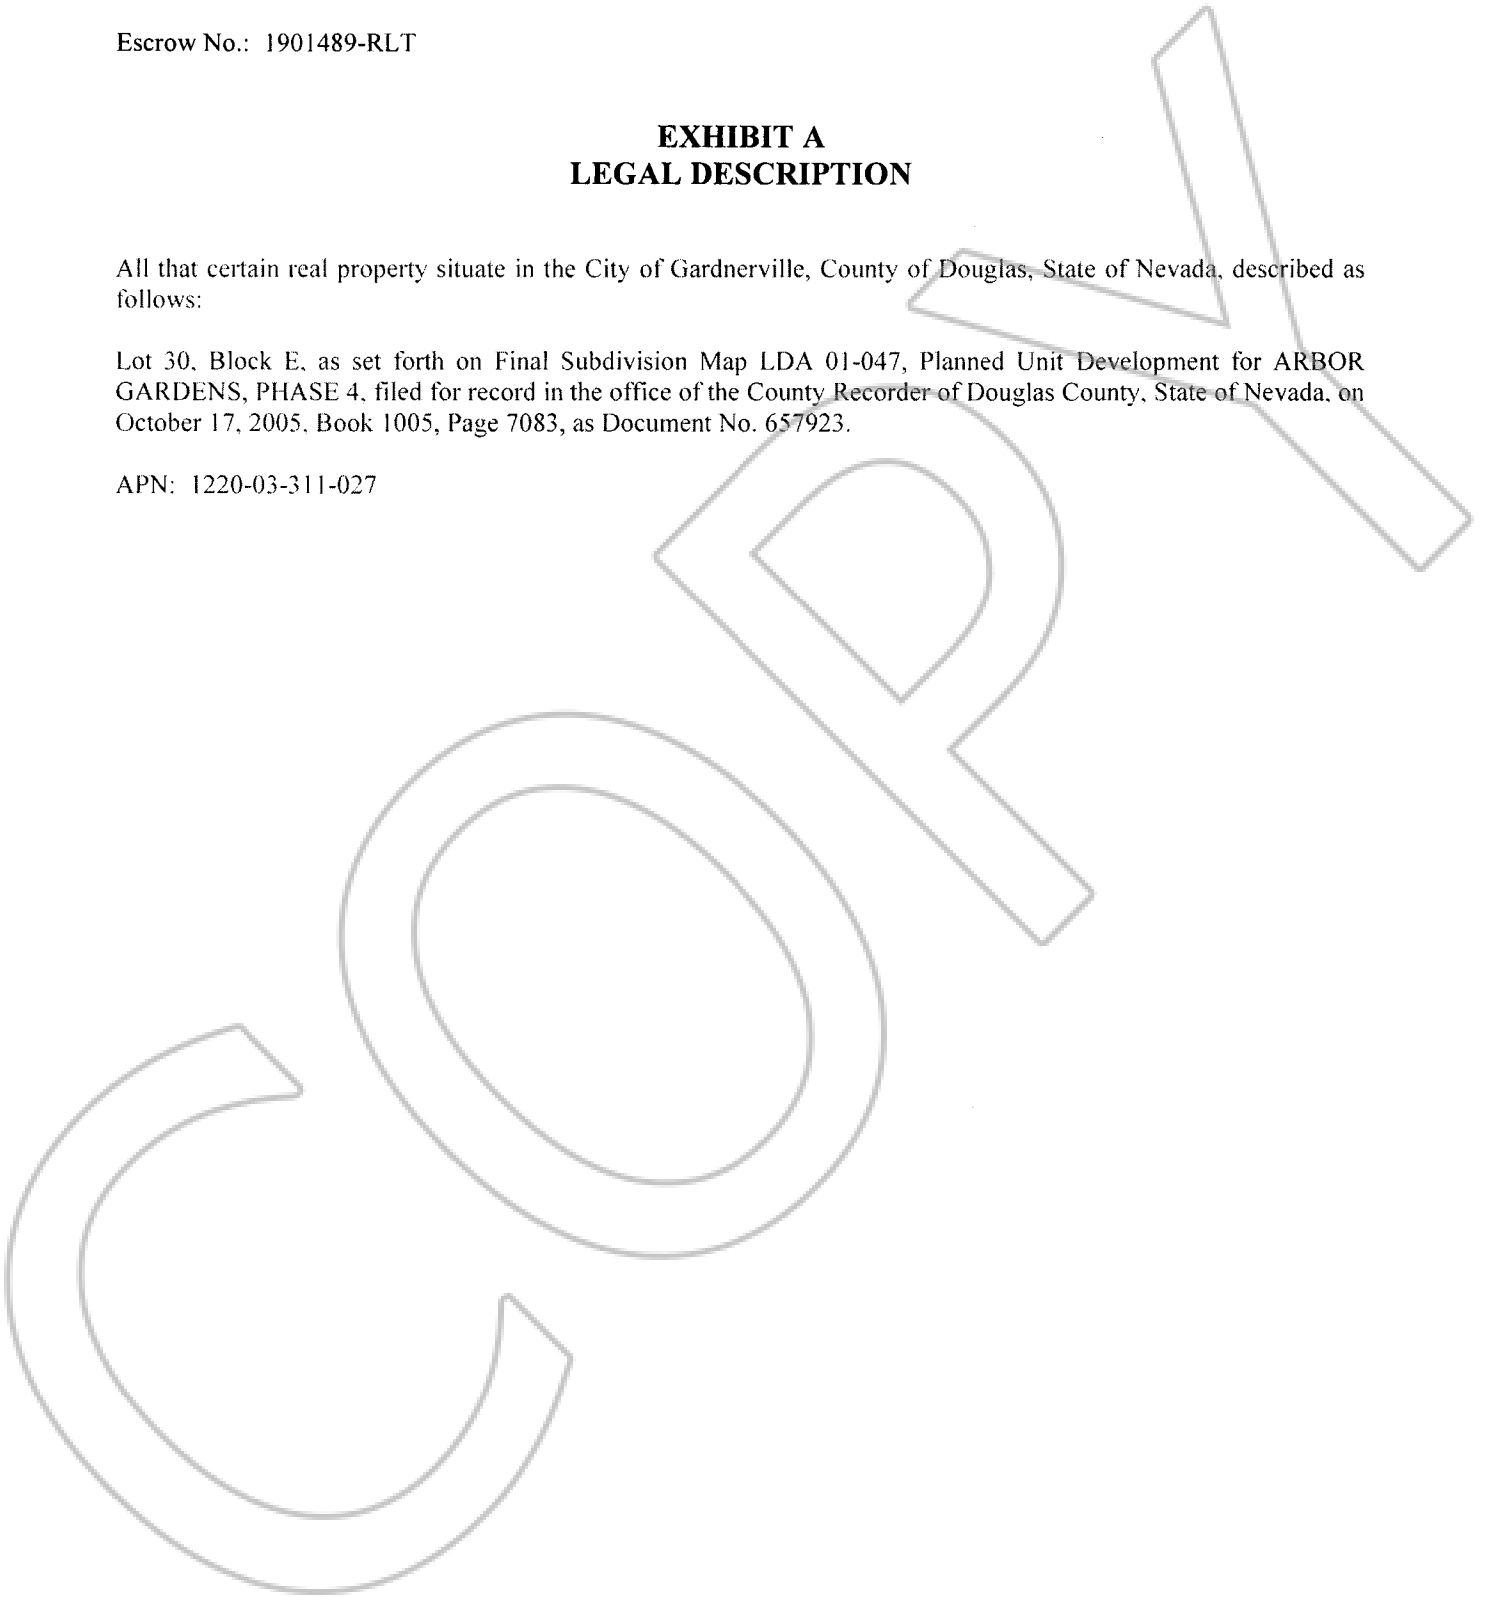 Escrow No.: 1901489-RLT
EXHIBIT A
LEGAL DESCRIPTION
All that certain real property situate in the City of Gardnerville, County of Douglas, State of Nevada, described as
follows:
Lot 30, Block E, as set forth on Final Subdivision Map LDA 01-047, Planned Unit Development for ARBOR
GARDENS, PHASE 4, filed for record in the office of the County Recorder of Douglas County, State of Nevada, on
October 17, 2005, Book 1005, Page 7083, as Document No. 657923.
APN: 1220-03-311-027
COPY